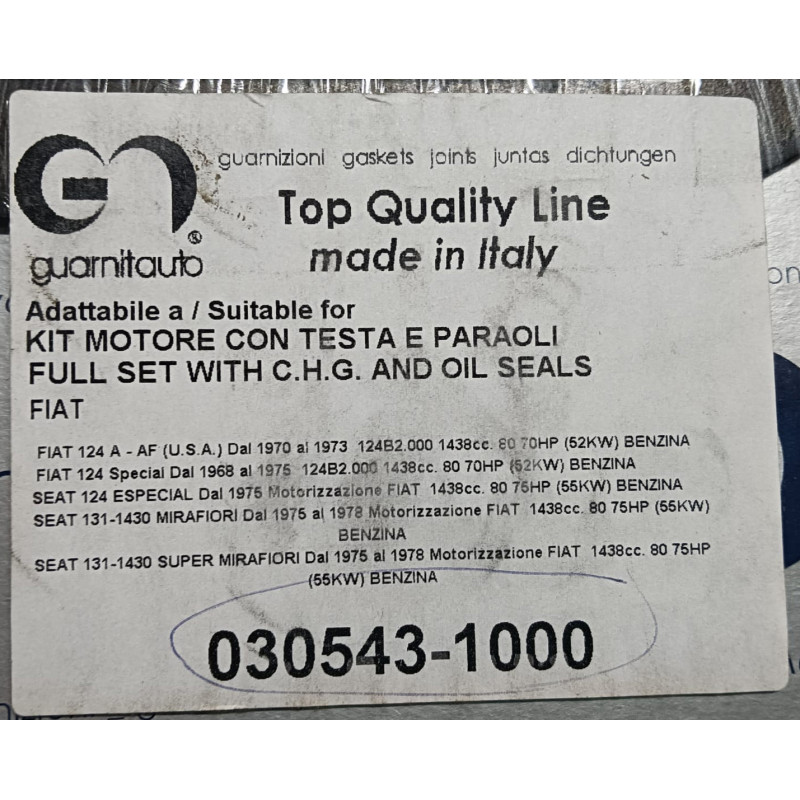 guarnizioni gaskets joints juntas dichtungen
guarnitauto®
Top Quality Line
made in Italy
Adattabile a / Suitable for
KIT MOTORE CON TESTA E PARAOLI
FULL SET WITH C.H.G. AND OIL SEALS
FIAT
FIAT 124 A - AF (U.S.A.) Dal 1970 al 1973 124B2.000 1438cc. 80 70HP (52KW) BENZINA
FIAT 124 Special Dal 1968 al 1975 124B2.000 1438cc. 80 70HP (52KW) BENZINA
SEAT 124 ESPECIAL Dal 1975 Motorizzazione FIAT 1438cc. 80 75HP (55KW) BENZINA
SEAT 131-1430 MIRAFIORI Dal 1975 al 1978 Motorizzazione FIAT 1438cc. 80 75HP (55KW)
BENZINA
SEAT 131-1430 SUPER MIRAFIORI Dal 1975 al 1978 Motorizzazione FIAT 1438cc. 80 75HP
(55KW) BENZINA
030543-1000